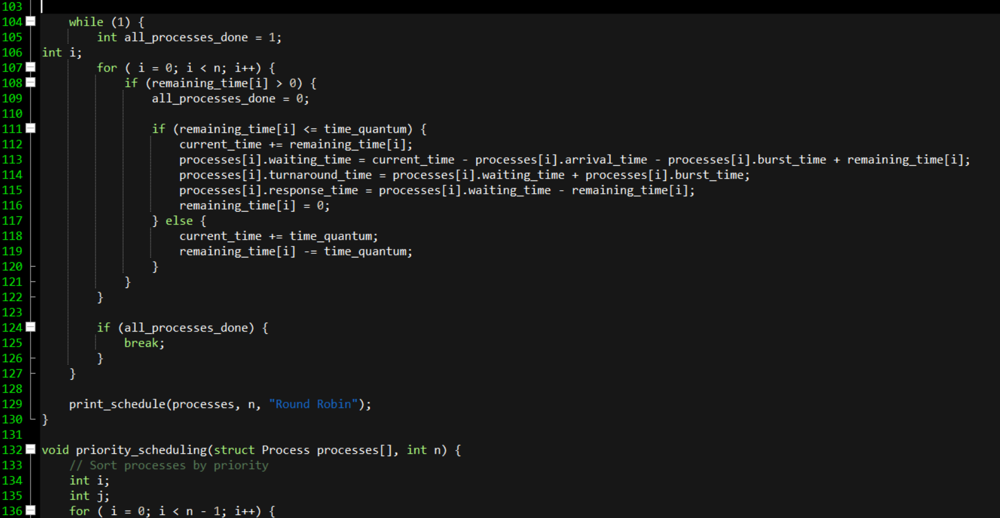 103
104 while (1) {
105 int all_processes_done = 1;
106 int i;
107 for ( i = 0; i < n; i++) {
108 if (remaining_time[i] > 0) {
109 all_processes_done = 0;
110
111 if (remaining_time[i] <= time_quantum) {
112 current_time += remaining_time[i];
113 processes[i].waiting_time = current_time - processes[i].arrival_time - processes[i].burst_time + remaining_time[i];
114 processes[i].turnaround_time = processes[i].waiting_time + processes[i].burst_time;
115 processes[i].response_time = processes[i].waiting_time - remaining_time[i];
116 remaining_time[i] = 0;
117 } else {
118 current_time += time_quantum;
119 remaining_time[i] -= time_quantum;
120 }
121 }
122 }
123
124 if (all_processes_done) {
125 break;
126 }
127 }
128
129 print_schedule(processes, n, "Round Robin");
130 }
131
132 void priority_scheduling(struct Process processes[], int n) {
133 // Sort processes by priority
134 int i;
135 int j;
136 for ( i = 0; i < n - 1; i++) {